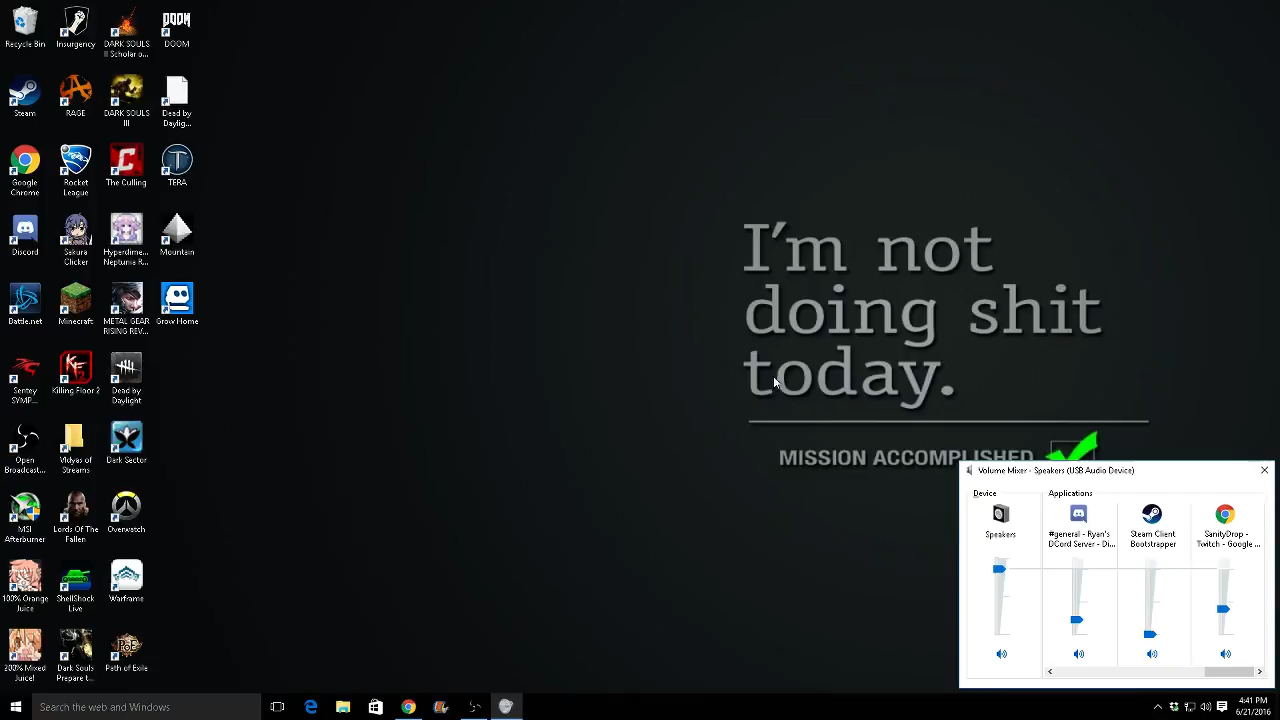 Recycle Bin
Insurgency
DARK SOULS
II Scholar o...
DOOM
DOOM
Steam
RAGE
DARK SOULS
III
Dead by
Daylig...
Google
Chrome
Rocket
League
The Culling
TERA
Discord
Sakura
Clicker
Hyperdime...
Neptunia R...
Mountain
Battle.net
Minecraft
METAL GEAR
RISING REV...
Grow Home
Sentey
SYMP...
Killing Floor 2
Dead by
Daylight
Open
Broadcast...
Vidyas of
Streams
Dark Sector
MSI
Afterburner
Lords Of The
Fallen
Overwatch
100% Orange
Juice
ShellShock
Live
Warframe
200% Mixed
Juice!
Dark Souls
Prepare t...
Path of Exile
I'm not
doing shit
today.
MISSION ACCOMPLISHED
Volume Mixer - Speakers (USB Audio Device)
Device
Applications
Speakers
#general - Ryan's
DCord Server - Di...
Steam Client
Bootstrapper
SanityDrop
- Twitch - Google ...
Search the web and Windows
4:41 PM
6/21/2016